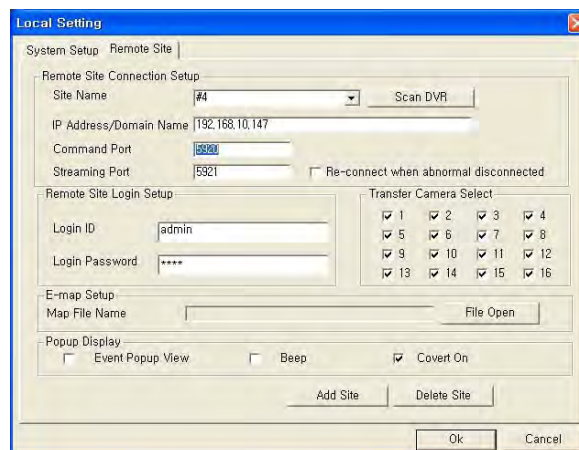 Local Setting
System Setup Remote Site
Remote Site Connection Setup
Site Name #4 Scan DVR
IP Address/Domain Name 192,168,10,147
Command Port 5920
Streaming Port 5921 Re-connect when abnormal disconnected
Remote Site Login Setup
Login ID admin
Login Password ****
Transfer Camera Select
1 2 3 4
5 6 7 8
9 10 11 12
13 14 15 16
E-map Setup
Map File Name File Open
Popup Display
Event Popup View Beep Covert On
Add Site Delete Site
Ok Cancel